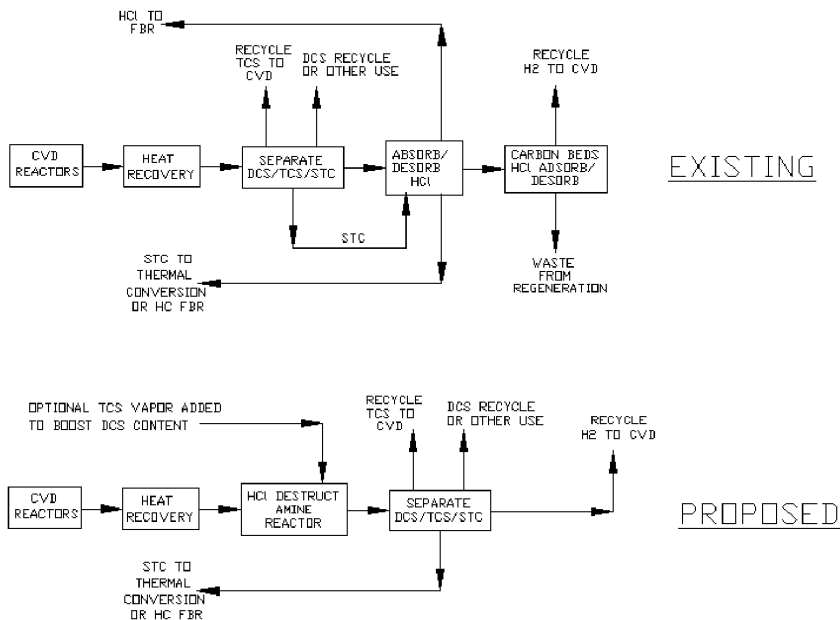 HCl TO
FBR
RECYCLE
TCS TO
CVD
DCS RECYCLE
OR OTHER USE
RECYCLE
H2 TO CVD
CVD
REACTORS
HEAT
RECOVERY
SEPARATE
DCS/TCS/STC
ABSORB/
DESORB
HCl
CARBON BEDS
HCl ADSORB/
DESORB
EXISTING
STC
STC TO
THERMAL
CONVERSION
OR HC FBR
WASTE
FROM
REGENERATION
OPTIONAL TCS VAPOR ADDED
TO BOOST DCS CONTENT
RECYCLE
TCS TO
CVD
DCS RECYCLE
OR OTHER USE
RECYCLE
H2 TO CVD
CVD
REACTORS
HEAT
RECOVERY
HCl DESTRUCT
AMINE
REACTOR
SEPARATE
DCS/TCS/STC
PROPOSED
STC TO
THERMAL
CONVERSION
OR HC FBR